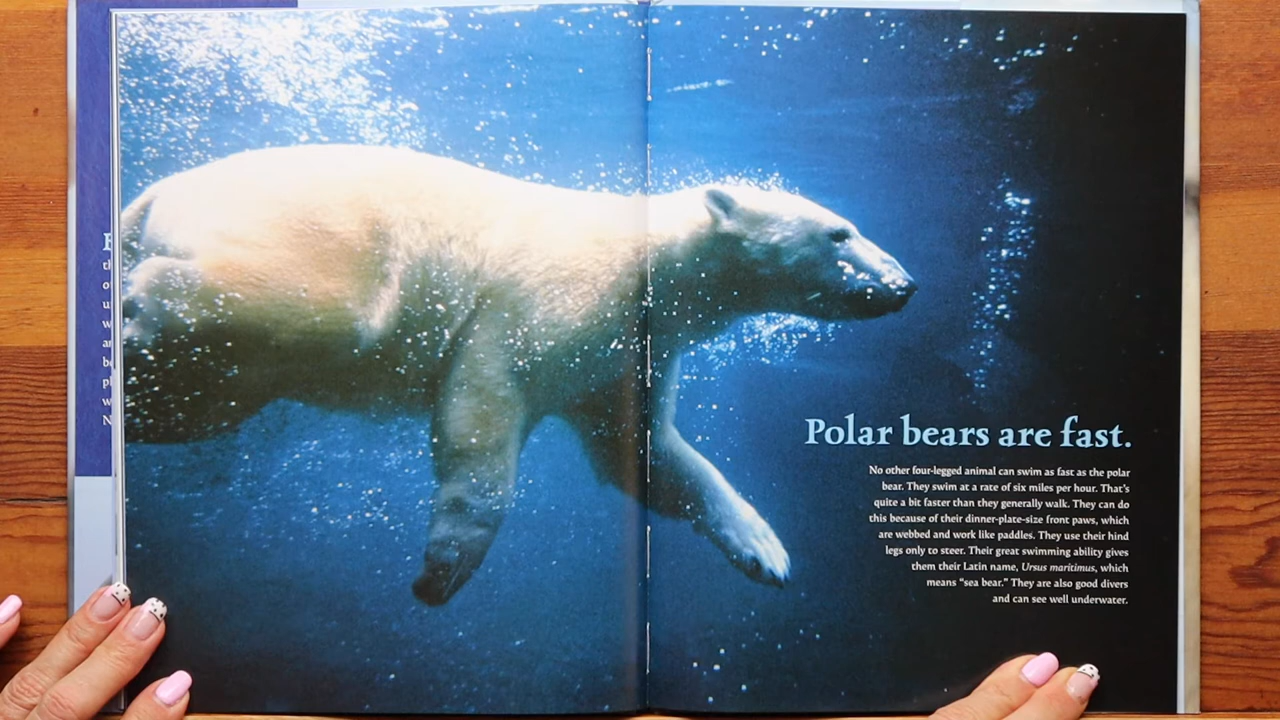 Polar bears are fast.
No other four-legged animal can swim as fast as the polar
bear. They swim at a rate of six miles per hour. That's
quite a bit faster than they generally walk. They can do
this because of their dinner-plate-size front paws, which
are webbed and work like paddles. They use their hind
legs only to steer. Their great swimming ability gives
them their Latin name, Ursus maritimus, which
means “sea bear.” They are also good divers
and can see well underwater.